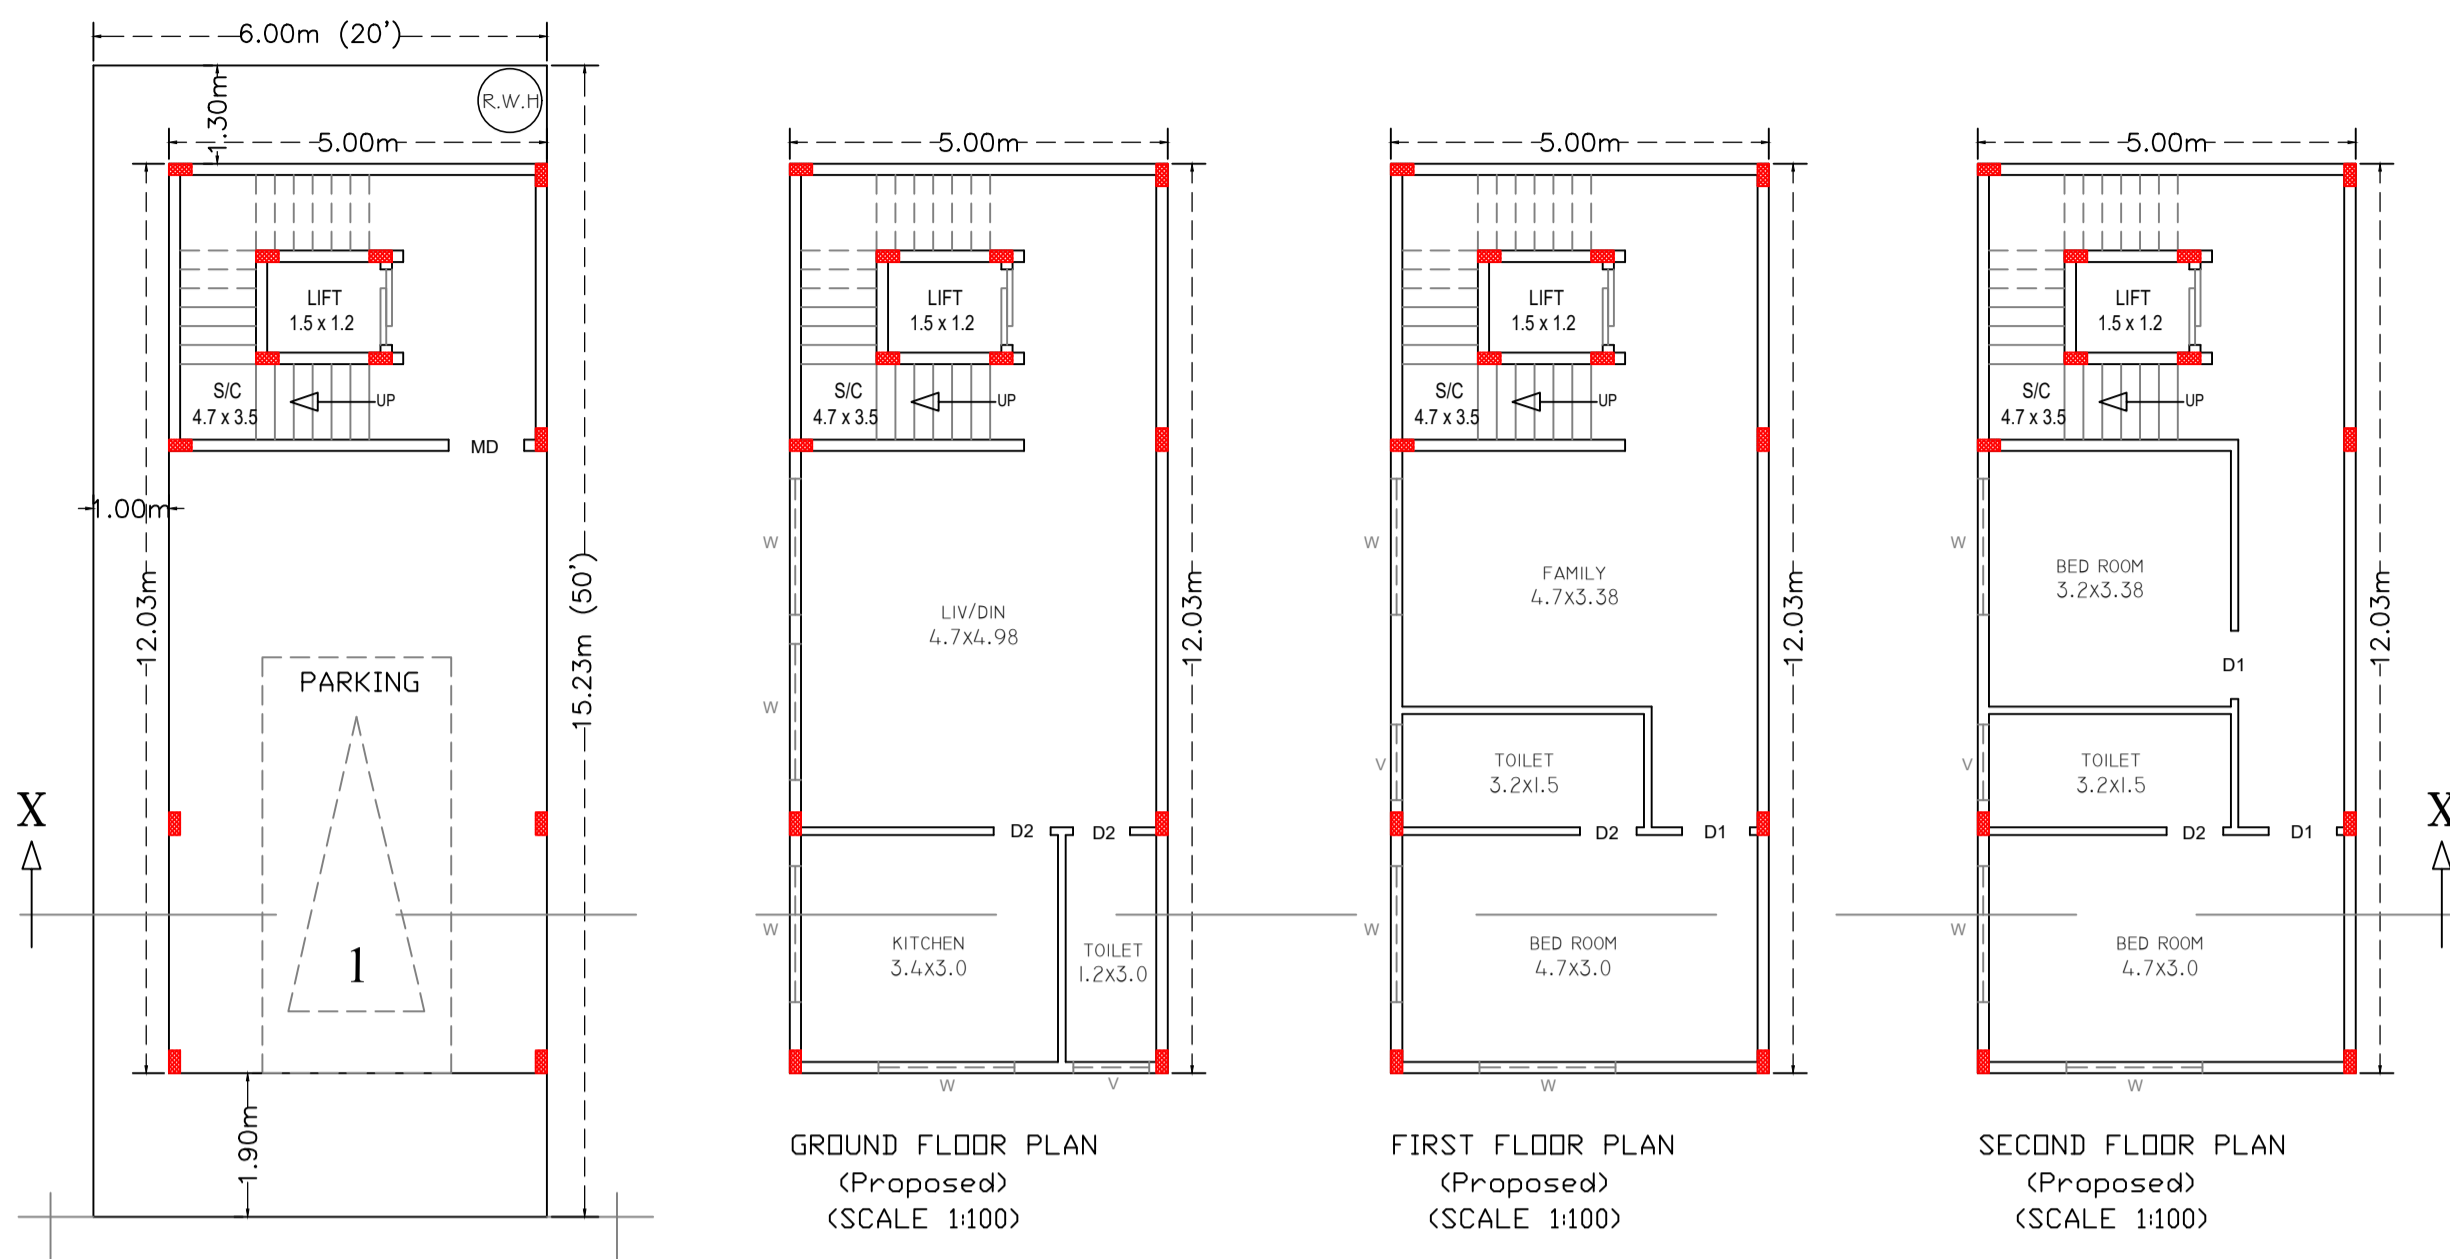 6.00m (20')
R.W.H
1.30m
5.00m
LIFT
1.5 x 1.2
S/C
4.7 x 3.5
UP
MD
1.00m
12.03m
15.23m (50')
PARKING
1
X
1.90m
5.00m
LIFT
1.5 x 1.2
S/C
4.7 x 3.5
UP
W
LIV/DIN
4.7X4.98
12.03m
W
D2
D2
W
KITCHEN
3.4X3.0
TOILET
1.2X3.0
W
V
GROUND FLOOR PLAN
(Proposed)
(SCALE 1:100)
5.00m
LIFT
1.5 x 1.2
S/C
4.7 x 3.5
UP
W
FAMILY
4.7X3.38
12.03m
V
TOILET
3.2X1.5
D2
D1
W
BED ROOM
4.7X3.0
W
FIRST FLOOR PLAN
(Proposed)
(SCALE 1:100)
5.00m
LIFT
1.5 x 1.2
S/C
4.7 x 3.5
UP
W
BED ROOM
3.2X3.38
12.03m
D1
V
TOILET
3.2X1.5
D2
D1
X
W
BED ROOM
4.7X3.0
W
SECOND FLOOR PLAN
(Proposed)
(SCALE 1:100)